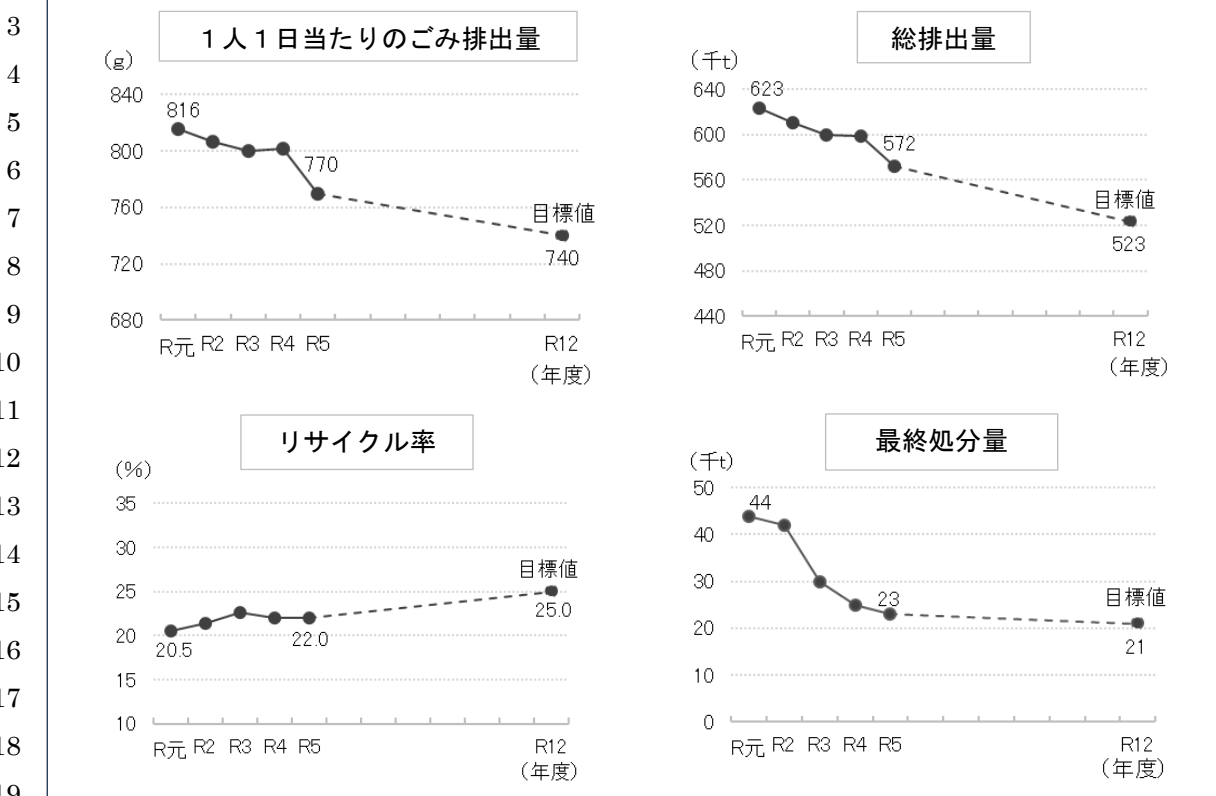 3
4
5
6
7
8
9
10
11
12
13
14
15
16
17
18
19
１人１日当たりのごみ排出量
(g)
840
800
760
720
680
816
770
目標値
740
R元 R2 R3 R4 R5 R12
(年度)
総排出量
(千t)
640
600
560
520
480
440
623
572
目標値
523
R元 R2 R3 R4 R5 R12
(年度)
リサイクル率
(%)
35
30
25
20
15
10
20.5
22.0
目標値
25.0
R元 R2 R3 R4 R5 R12
(年度)
最終処分量
(千t)
50
40
30
20
10
0
44
23
目標値
21
R元 R2 R3 R4 R5 R12
(年度)